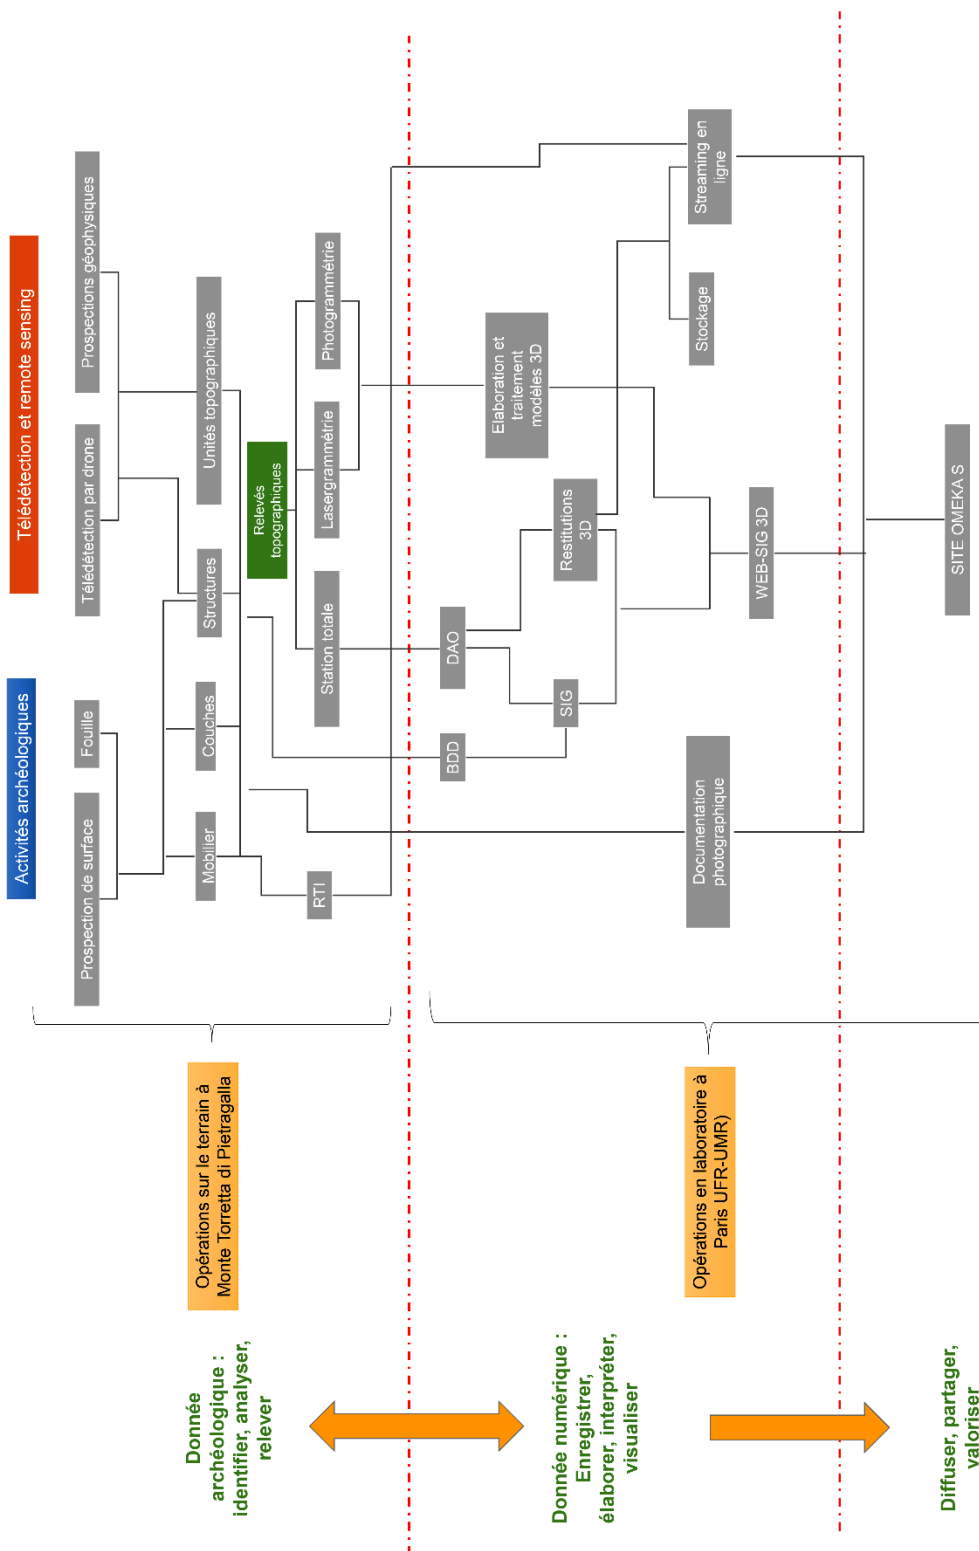 Activités archéologiques
Télédétection et remote sensing
Prospection de surface
Fouille
Télédétection par drone
Prospections géophysiques
Mobilier
Couches
Structures
Unités topographiques
Relevés
topographiques
RTI
Station totale
Lasergrammétrie
Photogrammétrie
Opérations sur le terrain à
Monte Torretta di Pietragalla
Donnée
archéologique :
identifier, analyser,
relever
BDD
DAO
Elaboration et
traitement
modèles 3D
SIG
Restitutions
3D
Documentation
photographique
Stockage
Streaming en
ligne
WEB-SIG 3D
Opérations en laboratoire à
Paris UFR-UMR)
Donnée numérique :
Enregistrer,
élaborer, interpréter,
visualiser
SITE OMEKA S
Diffuser, partager,
valoriser